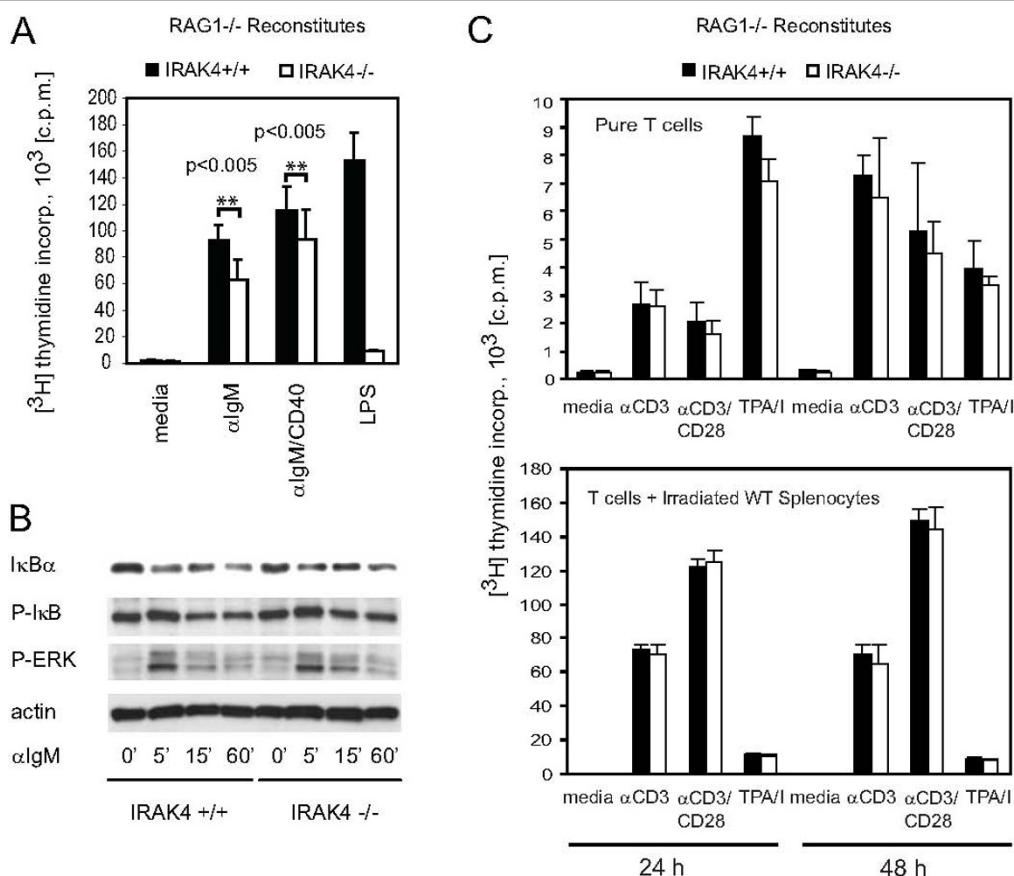 A
RAG1-/- Reconstitutes
IRAK4+/+ IRAK4-/-
[³H] thymidine incorp., 10³ [c.p.m.]
200
180
160
140
120
100
80
60
40
20
0
p<0.005
p<0.005
**
**
media
αIgM
αIgM/CD40
LPS
B
IκBα
P-IκB
P-ERK
actin
αIgM 0' 5' 15' 60' 0' 5' 15' 60'
IRAK4 +/+ IRAK4 -/-
C
RAG1-/- Reconstitutes
IRAK4+/+ IRAK4-/-
[³H] thymidine incorp., 10³ [c.p.m.]
Pure T cells
10
9
8
7
6
5
4
3
2
1
0
media αCD3 αCD3/ TPA/I media αCD3 αCD3/ TPA/I
CD28 CD28
T cells + Irradiated WT Splenocytes
180
160
140
120
100
80
60
40
20
0
media αCD3 αCD3/ TPA/I media αCD3 αCD3/ TPA/I
CD28 CD28
24 h 48 h